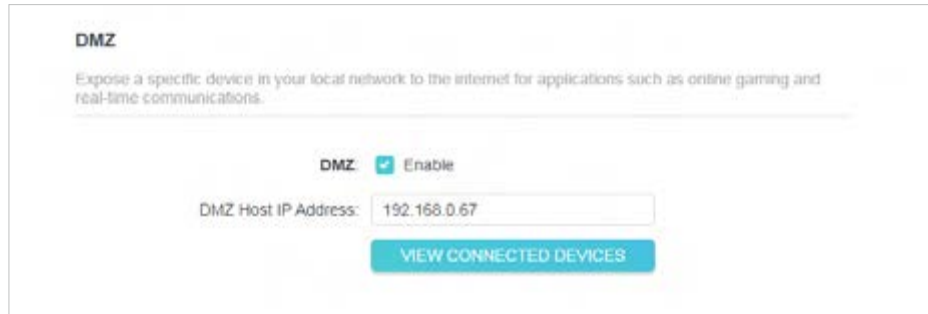 DMZ
Expose a specific device in your local network to the internet for applications such as online gaming and
real-time communications.
DMZ: Enable
DMZ Host IP Address: 192.168.0.67
VIEW CONNECTED DEVICES